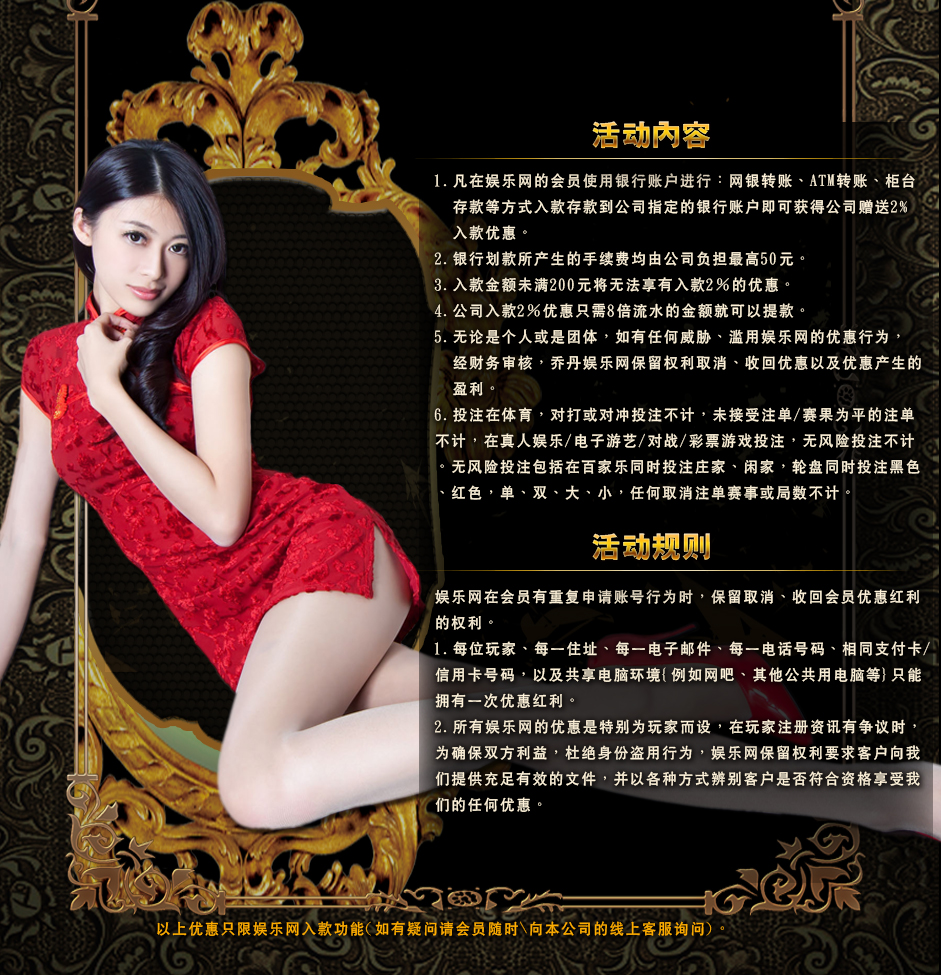 活动內容
1. 凡在娱乐网的会员使用银行账户进行：网银转账、ATM转账、柜台
存款等方式入款存款到公司指定的银行账户即可获得公司赠送2%
入款优惠。
2. 银行划款所产生的手续费均由公司负担最高50元。
3. 入款金额未满200元将无法享有入款2%的优惠。
4. 公司入款2%优惠只需8倍流水的金额就可以提款。
5. 无论是个人或是团体，如有任何威胁、滥用娱乐网的优惠行为，
经财务审核，乔丹娱乐网保留权利取消、收回优惠以及优惠产生的
盈利。
6. 投注在体育，对打或对冲投注不计，未接受注单/赛果为平的注单
不计，在真人娱乐/电子游艺/对战/彩票游戏投注，无风险投注不计
。无风险投注包括在百家乐同时投注庄家、闲家，轮盘同时投注黑色
、红色，单、双、大、小，任何取消注单赛事或局数不计。
活动规则
娱乐网在会员有重复申请账号行为时，保留取消、收回会员优惠红利
的权利。
1. 每位玩家、每一住址、每一电子邮件、每一电话号码、相同支付卡/
信用卡号码，以及共享电脑环境{例如网吧、其他公共用电脑等}只能
拥有一次优惠红利。
2. 所有娱乐网的优惠是特别为玩家而设，在玩家注册资讯有争议时，
为确保双方利益，杜绝身份盗用行为，娱乐网保留权利要求客户向我
们提供充足有效的文件，并以各种方式辨别客户是否符合资格享受我
们的任何优惠。
以上优惠只限娱乐网入款功能(如有疑问请会员随时\向本公司的线上客服询问)。